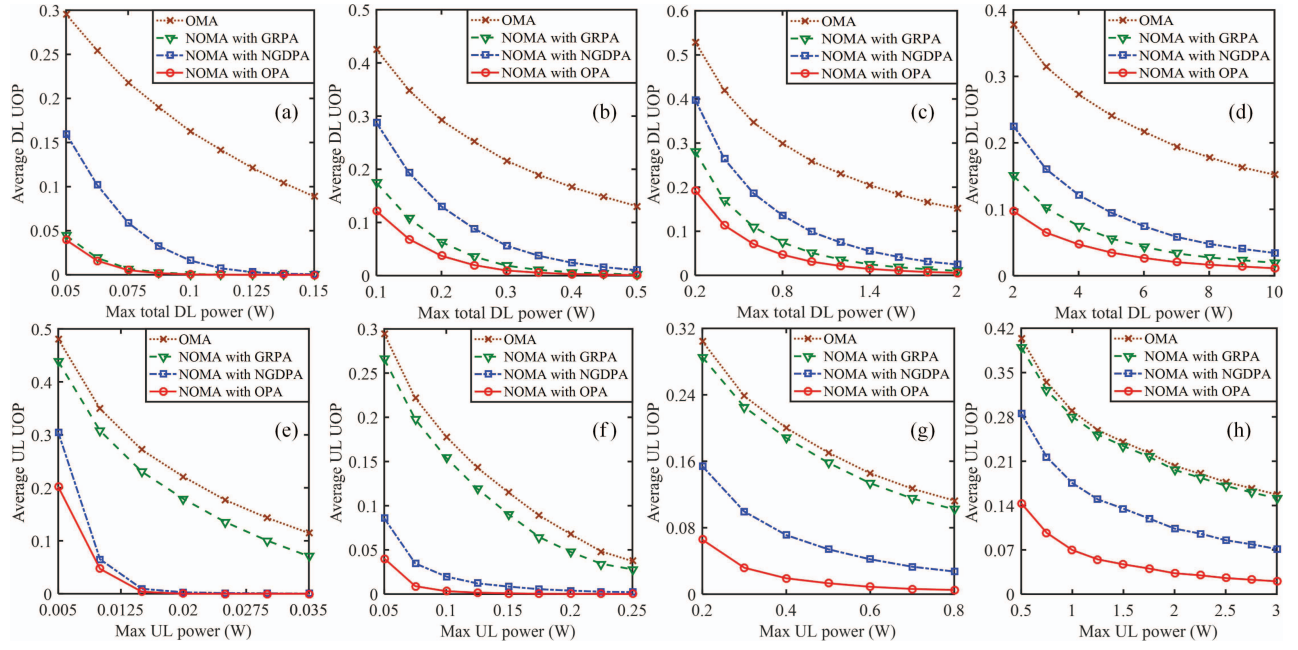 OMA
NOMA with GRPA
NOMA with NGDPA
NOMA with OPA
(a)
Average DL UOP
0.3
0.25
0.2
0.15
0.1
0.05
0
0.05
0.075
0.1
0.125
0.15
Max total DL power (W)
OMA
NOMA with GRPA
NOMA with NGDPA
NOMA with OPA
(b)
Average DL UOP
0.5
0.4
0.3
0.2
0.1
0
0.1
0.2
0.3
0.4
0.5
Max total DL power (W)
OMA
NOMA with GRPA
NOMA with NGDPA
NOMA with OPA
(c)
Average DL UOP
0.6
0.5
0.4
0.3
0.2
0.1
0
0.2
0.8
1.4
2
Max total DL power (W)
OMA
NOMA with GRPA
NOMA with NGDPA
NOMA with OPA
(d)
Average DL UOP
0.4
0.3
0.2
0.1
0
2
4
6
8
10
Max total DL power (W)
OMA
NOMA with GRPA
NOMA with NGDPA
NOMA with OPA
(e)
Average UL UOP
0.5
0.4
0.3
0.2
0.1
0
0.005
0.0125
0.02
0.0275
0.035
Max UL power (W)
OMA
NOMA with GRPA
NOMA with NGDPA
NOMA with OPA
(f)
Average UL UOP
0.3
0.25
0.2
0.15
0.1
0.05
0
0.05
0.1
0.15
0.2
0.25
Max UL power (W)
OMA
NOMA with GRPA
NOMA with NGDPA
NOMA with OPA
(g)
Average UL UOP
0.32
0.24
0.16
0.08
0
0.2
0.4
0.6
0.8
Max UL power (W)
OMA
NOMA with GRPA
NOMA with NGDPA
NOMA with OPA
(h)
Average UL UOP
0.42
0.35
0.28
0.21
0.14
0.07
0
0.5
1
1.5
2
2.5
3
Max UL power (W)